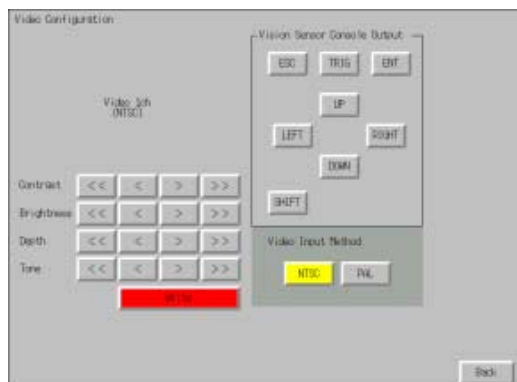 Video Configuration
Vision Sensor Console Output
ESC TRIG ENT
Video 1ch
(NTSC)
UP
LEFT RIGHT
DOWN
SHIFT
Contrast << < > >>
Brightness << < > >>
Depth << < > >>
Tone << < > >>
Video Input Method
NTSC PAL
Back